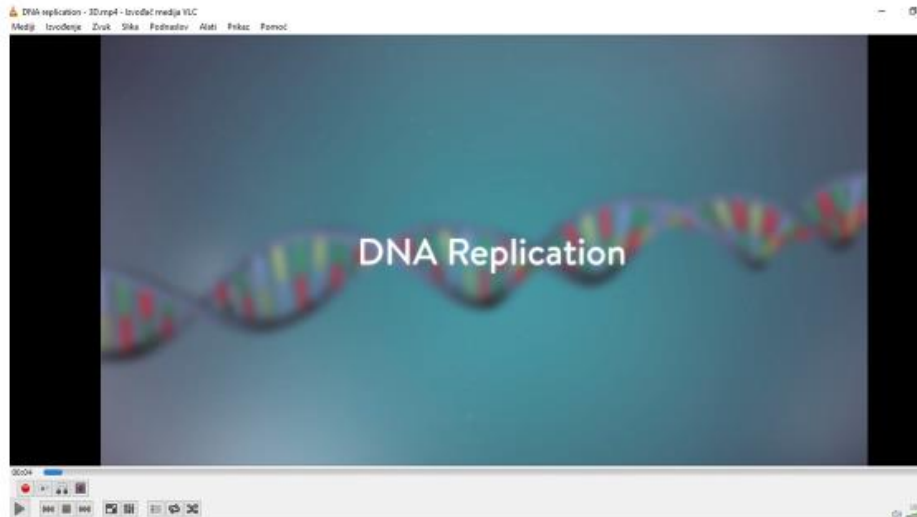 DNA replication - 3D.mp4 - Izvođač medija VLC
Mediji Izvođenje Zvuk Slika Podnaslov Alati Prikaz Pomoć
DNA Replication
00:04